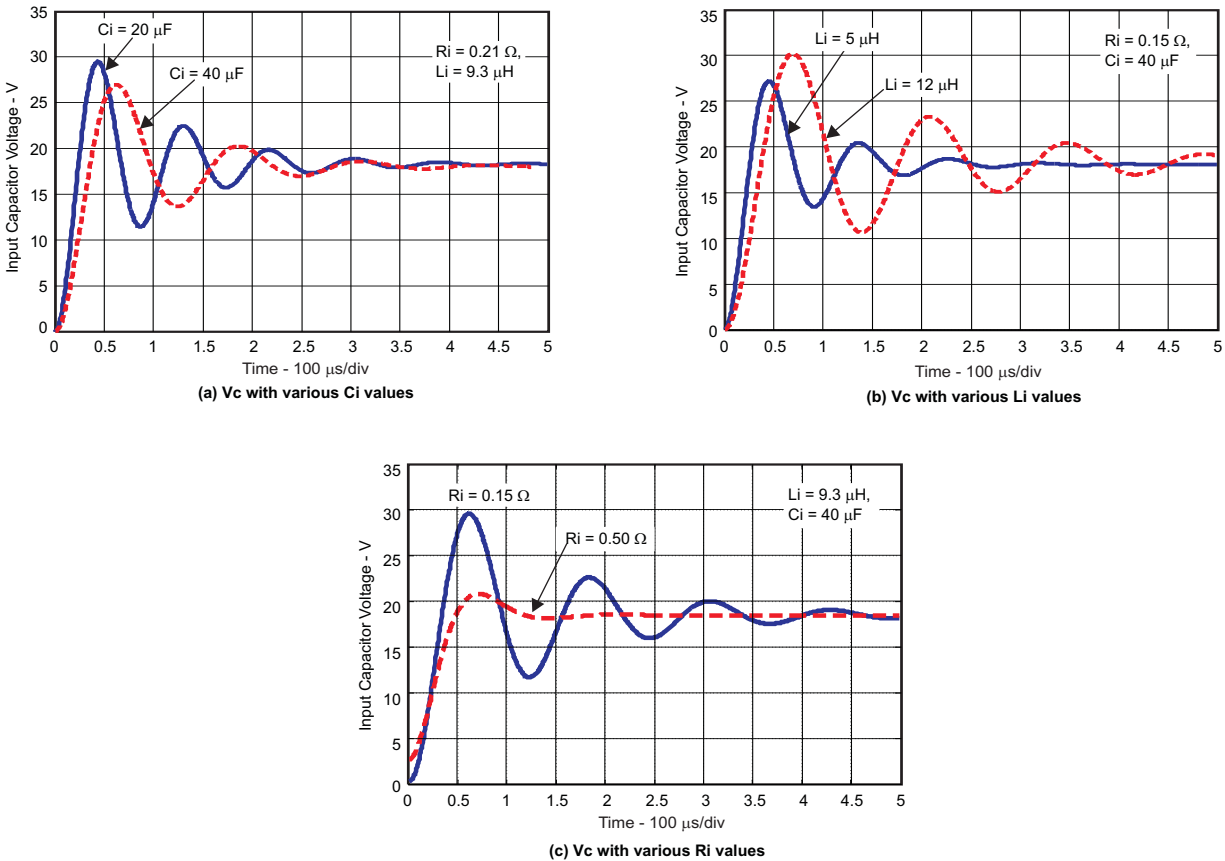 Ci = 20 μF
Ci = 40 μF
Ri = 0.21 Ω,
Li = 9.3 μH
35
30
25
20
15
10
5
0
Input Capacitor Voltage - V
0 0.5 1 1.5 2 2.5 3 3.5 4 4.5 5
Time - 100 μs/div
(a) Vc with various Ci values
Li = 5 μH
Li = 12 μH
Ri = 0.15 Ω,
Ci = 40 μF
35
30
25
20
15
10
5
0
Input Capacitor Voltage - V
0 0.5 1 1.5 2 2.5 3 3.5 4 4.5 5
Time - 100 μs/div
(b) Vc with various Li values
Ri = 0.15 Ω
Ri = 0.50 Ω
Li = 9.3 μH,
Ci = 40 μF
35
30
25
20
15
10
5
0
Input Capacitor Voltage - V
0 0.5 1 1.5 2 2.5 3 3.5 4 4.5 5
Time - 100 μs/div
(c) Vc with various Ri values